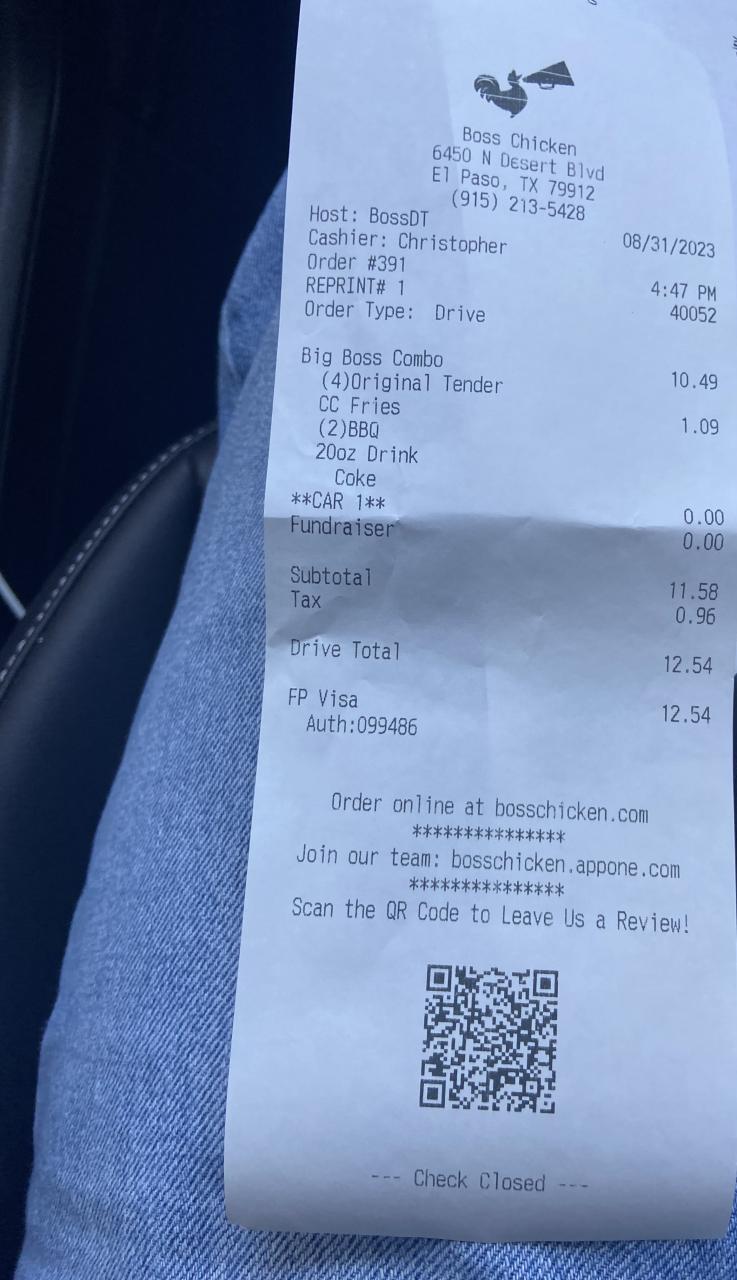 Boss Chicken
6450 N Desert Blvd
El Paso, TX 79912
(915) 213-5428
Host: BossDT
Cashier: Christopher 08/31/2023
Order #391
REPRINT# 1 4:47 PM
Order Type: Drive 40052
Big Boss Combo
(4)Original Tender 10.49
CC Fries
(2)BBQ 1.09
20oz Drink
Coke
**CAR 1** 0.00
Fundraiser 0.00
Subtotal 11.58
Tax 0.96
Drive Total 12.54
FP Visa 12.54
Auth:099486
Order online at bosschicken.com
***************
Join our team: bosschicken.appone.com
***************
Scan the QR Code to Leave Us a Review!
--- Check Closed ---